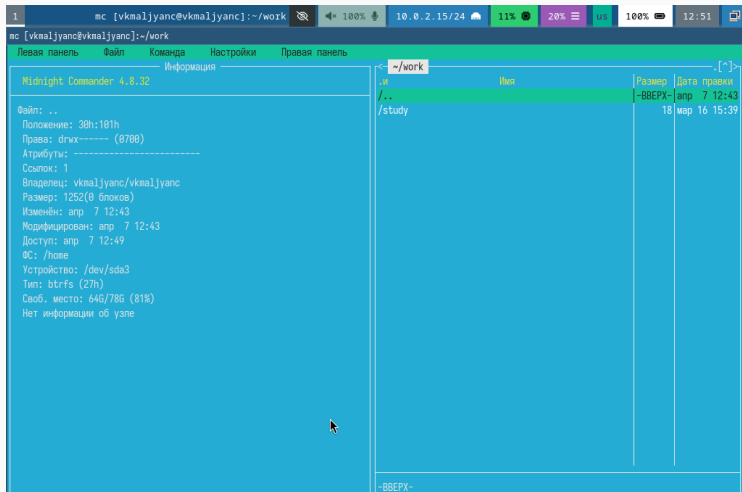 1 mc [vkmaljyanc@vkmaljyanc]:~/work 100% 10.0.2.15/24 11% 20% us 100% 12:51
mc [vkmaljyanc@vkmaljyanc]:~/work
Левая панель Файл Команда Настройки Правая панель
Информация
Midnight Commander 4.8.32
Файл: ..
Положение: 30h:101h
Права: drwx------ (0700)
Атрибуты: -------------------------
Ссылок: 1
Владелец: vkmaljyanc/vkmaljyanc
Размер: 1252(0 блоков)
Изменён: апр 7 12:43
Модифицирован: апр 7 12:43
Доступ: апр 7 12:49
ФС: /home
Устройство: /dev/sda3
Тип: btrfs (27h)
Своб. место: 64G/78G (81%)
Нет информации об узле
<- ~/work .[^]>
.и Имя Размер Дата правки
/.. -ВВЕРХ- апр 7 12:43
/study 18 мар 16 15:39
-ВВЕРХ-